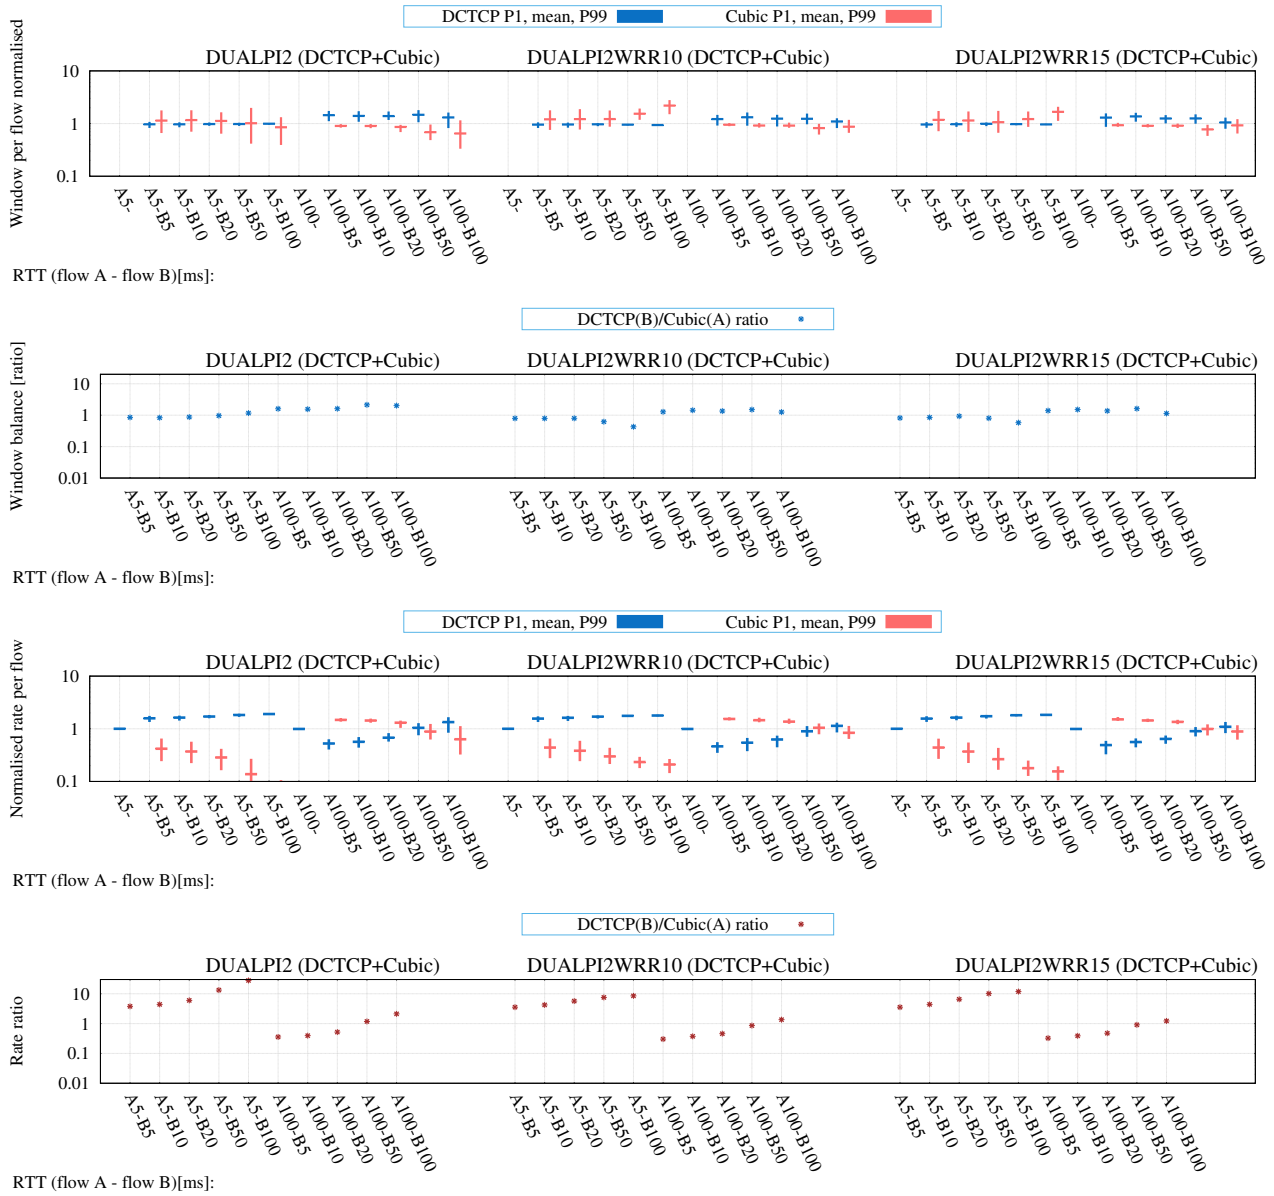 DCTCP P1, mean, P99    Cubic P1, mean, P99
DUALPI2 (DCTCP+Cubic)    DUALPI2WRR10 (DCTCP+Cubic)    DUALPI2WRR15 (DCTCP+Cubic)
Window per flow normalised
10
1
0.1
A5- A5-B5 A5-B10 A5-B20 A5-B50 A5-B100 A100- A100-B5 A100-B10 A100-B20 A100-B50 A100-B100 A5- A5-B5 A5-B10 A5-B20 A5-B50 A5-B100 A100- A100-B5 A100-B10 A100-B20 A100-B50 A100-B100 A5- A5-B5 A5-B10 A5-B20 A5-B50 A5-B100 A100- A100-B5 A100-B10 A100-B20 A100-B50 A100-B100
RTT (flow A - flow B)[ms]:
DCTCP(B)/Cubic(A) ratio
DUALPI2 (DCTCP+Cubic)    DUALPI2WRR10 (DCTCP+Cubic)    DUALPI2WRR15 (DCTCP+Cubic)
Window balance [ratio]
10
1
0.1
0.01
A5-B5 A5-B10 A5-B20 A5-B50 A5-B100 A100-B5 A100-B10 A100-B20 A100-B50 A100-B100 A5-B5 A5-B10 A5-B20 A5-B50 A5-B100 A100-B5 A100-B10 A100-B20 A100-B50 A100-B100 A5-B5 A5-B10 A5-B20 A5-B50 A5-B100 A100-B5 A100-B10 A100-B20 A100-B50 A100-B100
RTT (flow A - flow B)[ms]:
DCTCP P1, mean, P99    Cubic P1, mean, P99
DUALPI2 (DCTCP+Cubic)    DUALPI2WRR10 (DCTCP+Cubic)    DUALPI2WRR15 (DCTCP+Cubic)
Normalised rate per flow
10
1
0.1
A5- A5-B5 A5-B10 A5-B20 A5-B50 A5-B100 A100- A100-B5 A100-B10 A100-B20 A100-B50 A100-B100 A5- A5-B5 A5-B10 A5-B20 A5-B50 A5-B100 A100- A100-B5 A100-B10 A100-B20 A100-B50 A100-B100 A5- A5-B5 A5-B10 A5-B20 A5-B50 A5-B100 A100- A100-B5 A100-B10 A100-B20 A100-B50 A100-B100
RTT (flow A - flow B)[ms]:
DCTCP(B)/Cubic(A) ratio
DUALPI2 (DCTCP+Cubic)    DUALPI2WRR10 (DCTCP+Cubic)    DUALPI2WRR15 (DCTCP+Cubic)
Rate ratio
10
1
0.1
0.01
A5-B5 A5-B10 A5-B20 A5-B50 A5-B100 A100-B5 A100-B10 A100-B20 A100-B50 A100-B100 A5-B5 A5-B10 A5-B20 A5-B50 A5-B100 A100-B5 A100-B10 A100-B20 A100-B50 A100-B100 A5-B5 A5-B10 A5-B20 A5-B50 A5-B100 A100-B5 A100-B10 A100-B20 A100-B50 A100-B100
RTT (flow A - flow B)[ms]: